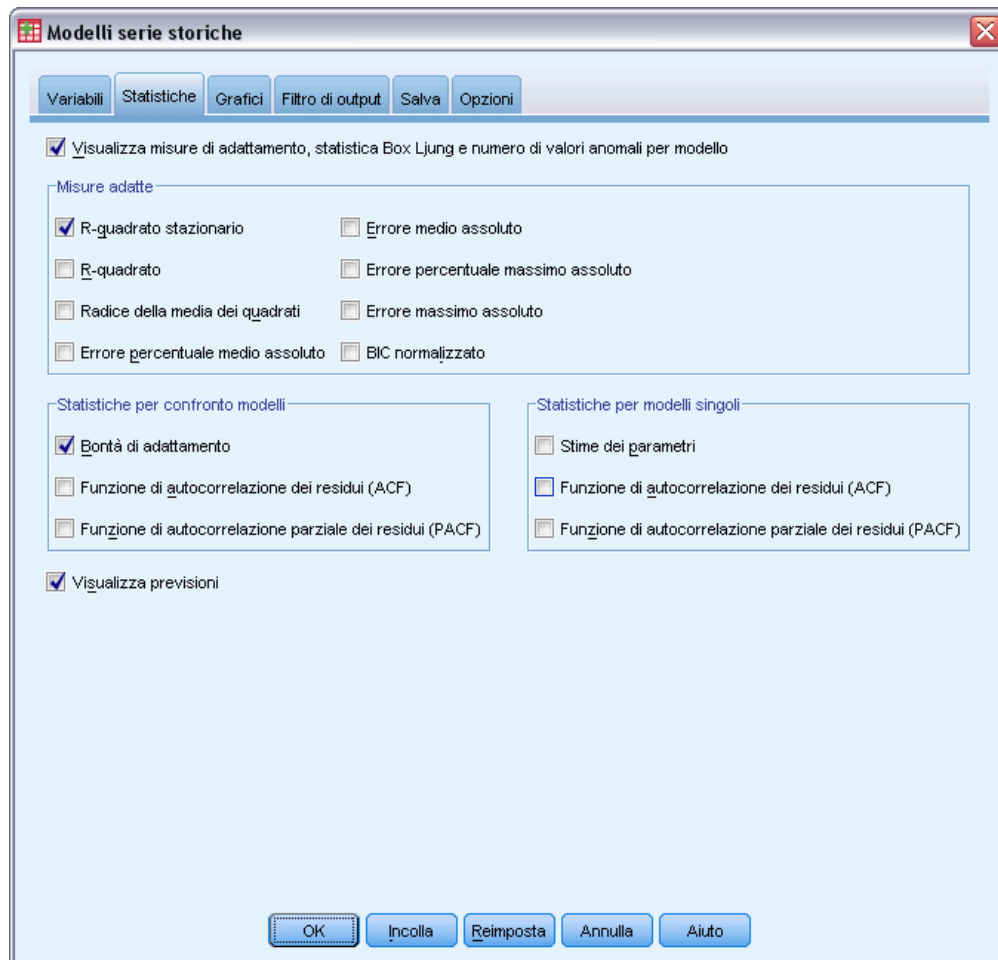 Modelli serie storiche
Variabili Statistiche Grafici Filtro di output Salva Opzioni
Visualizza misure di adattamento, statistica Box Ljung e numero di valori anomali per modello
Misure adatte
R-quadrato stazionario
R-quadrato
Radice della media dei quadrati
Errore percentuale medio assoluto
Errore medio assoluto
Errore percentuale massimo assoluto
Errore massimo assoluto
BIC normalizzato
Statistiche per confronto modelli
Bontà di adattamento
Funzione di autocorrelazione dei residui (ACF)
Funzione di autocorrelazione parziale dei residui (PACF)
Statistiche per modelli singoli
Stime dei parametri
Funzione di autocorrelazione dei residui (ACF)
Funzione di autocorrelazione parziale dei residui (PACF)
Visualizza previsioni
OK Incolla Reimposta Annulla Aiuto